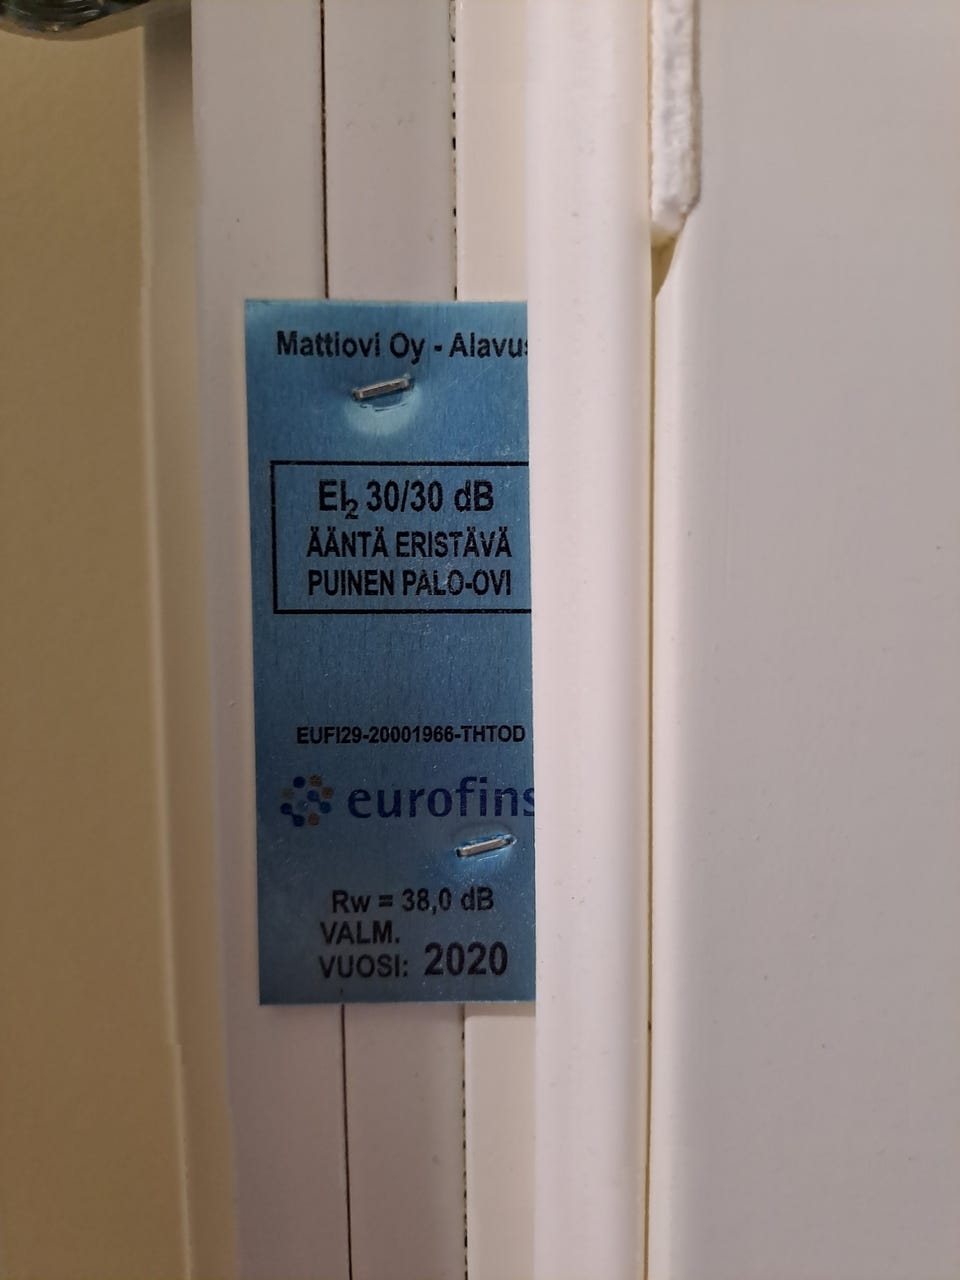 Mattiovi Oy - Alavus
EI₂ 30/30 dB
ÄÄNTÄ ERISTÄVÄ
PUINEN PALO-OVI
EUFI29-20001966-THTOD
eurofins
Rw = 38,0 dB
VALM.
VUOSI: 2020